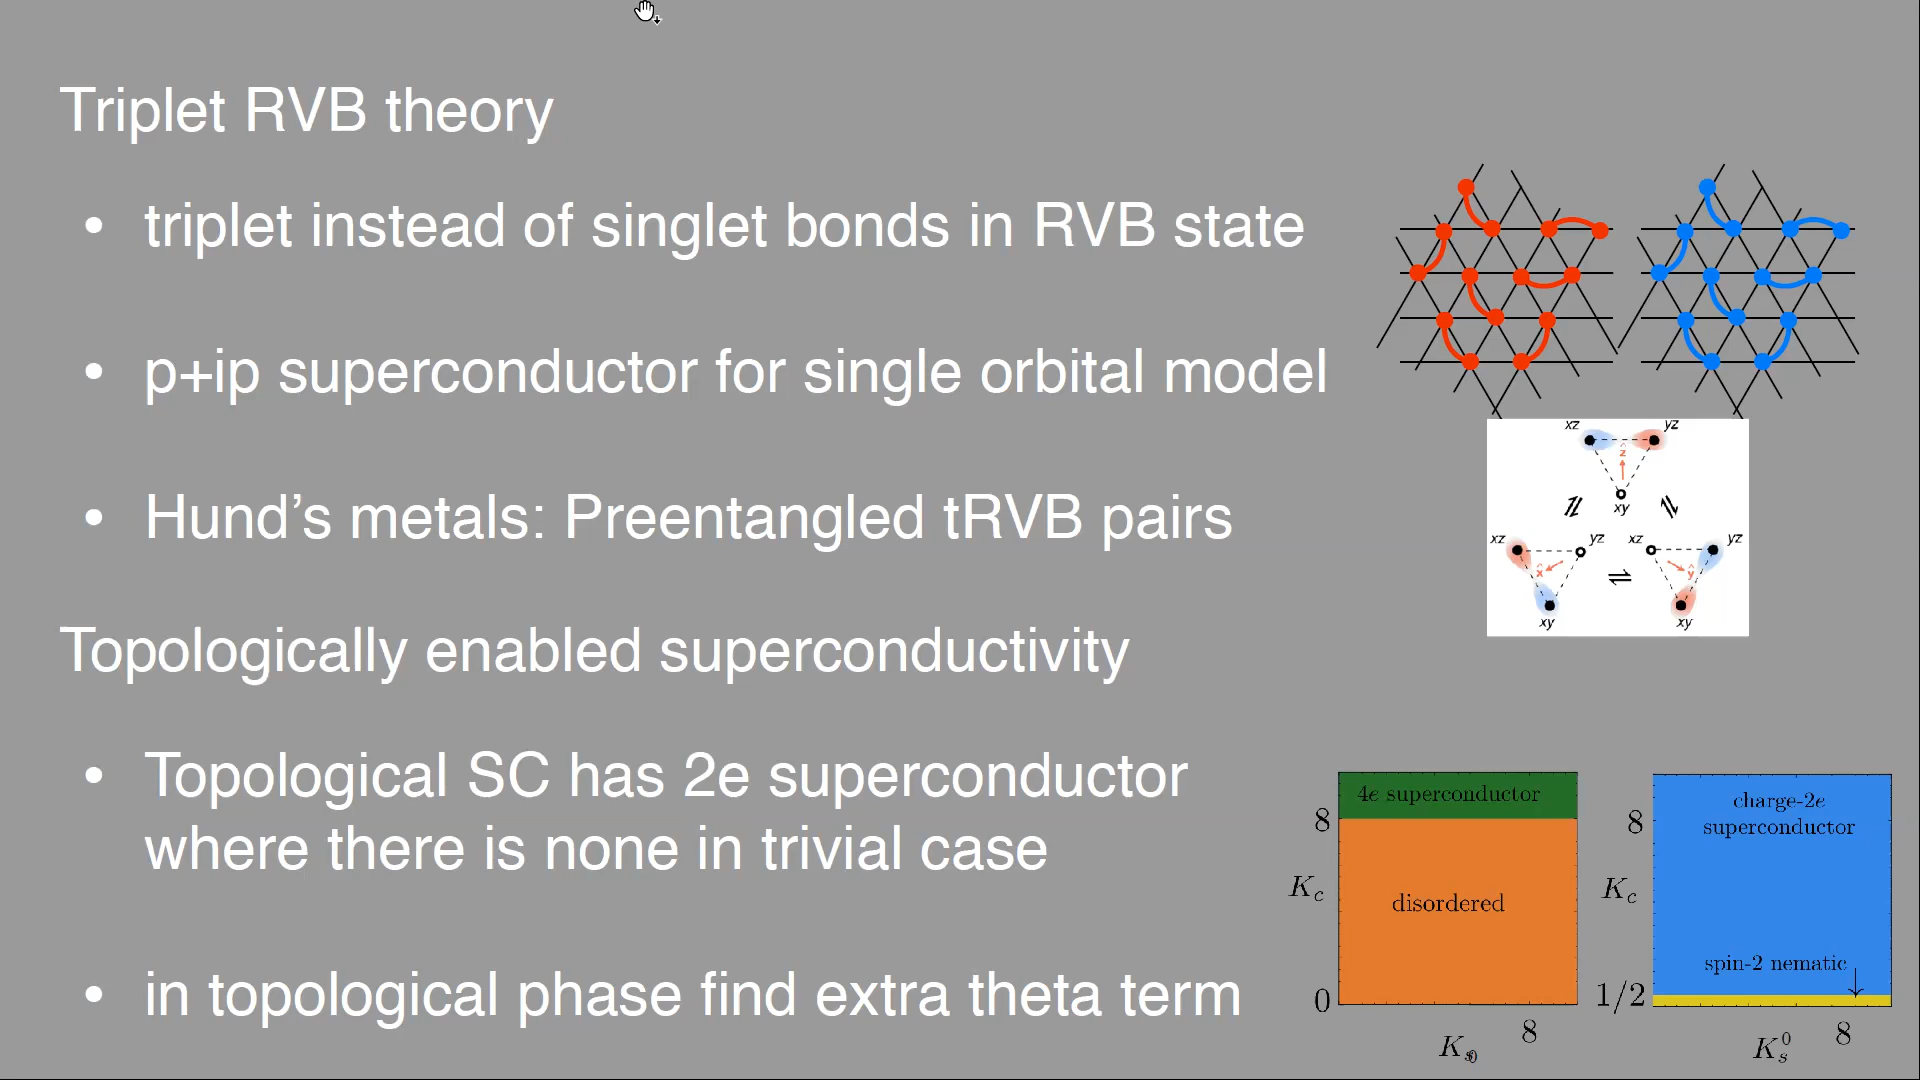 Triplet RVB theory
• triplet instead of singlet bonds in RVB state
• p+ip superconductor for single orbital model
• Hund’s metals: Preentangled tRVB pairs
Topologically enabled superconductivity
• Topological SC has 2e superconductor
where there is none in trivial case
• in topological phase find extra theta term
xz yz
ẑ
xy
xz yz xz yz
x̂ ŷ
xy xy
4e superconductor
8
K_c
disordered
0
8
charge-2e
superconductor
8
K_c
spin-2 nematic
1/2
8
K_s^0